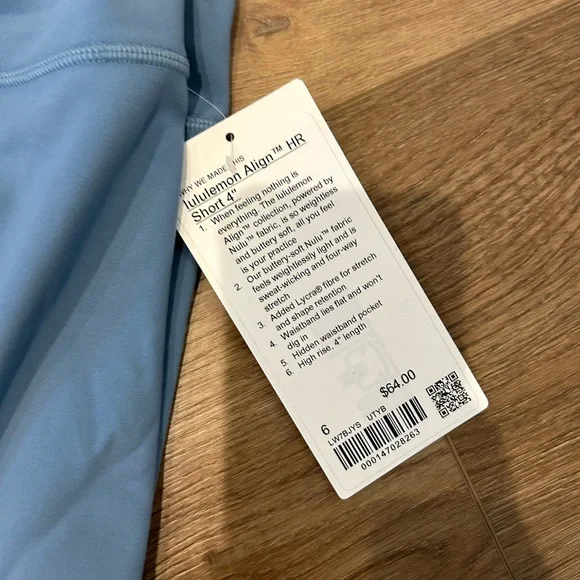 WHY WE MADE THIS
lululemon Align™ HR
Short 4"
1. When feeling nothing is
everything. The lululemon
Align™ collection, powered by
Nulu™ fabric, is so weightless
and buttery soft, all you feel
is your practice
2. Our buttery-soft Nulu™ fabric
feels weightlessly light and is
sweat-wicking and four-way
stretch
3. Added Lycra® fibre for stretch
and shape retention
4. Waistband lies flat and won't
dig in
5. Hidden waistband pocket
6. High rise, 4" length
$64.00
6
LW7BJYS UTYB
000147028263